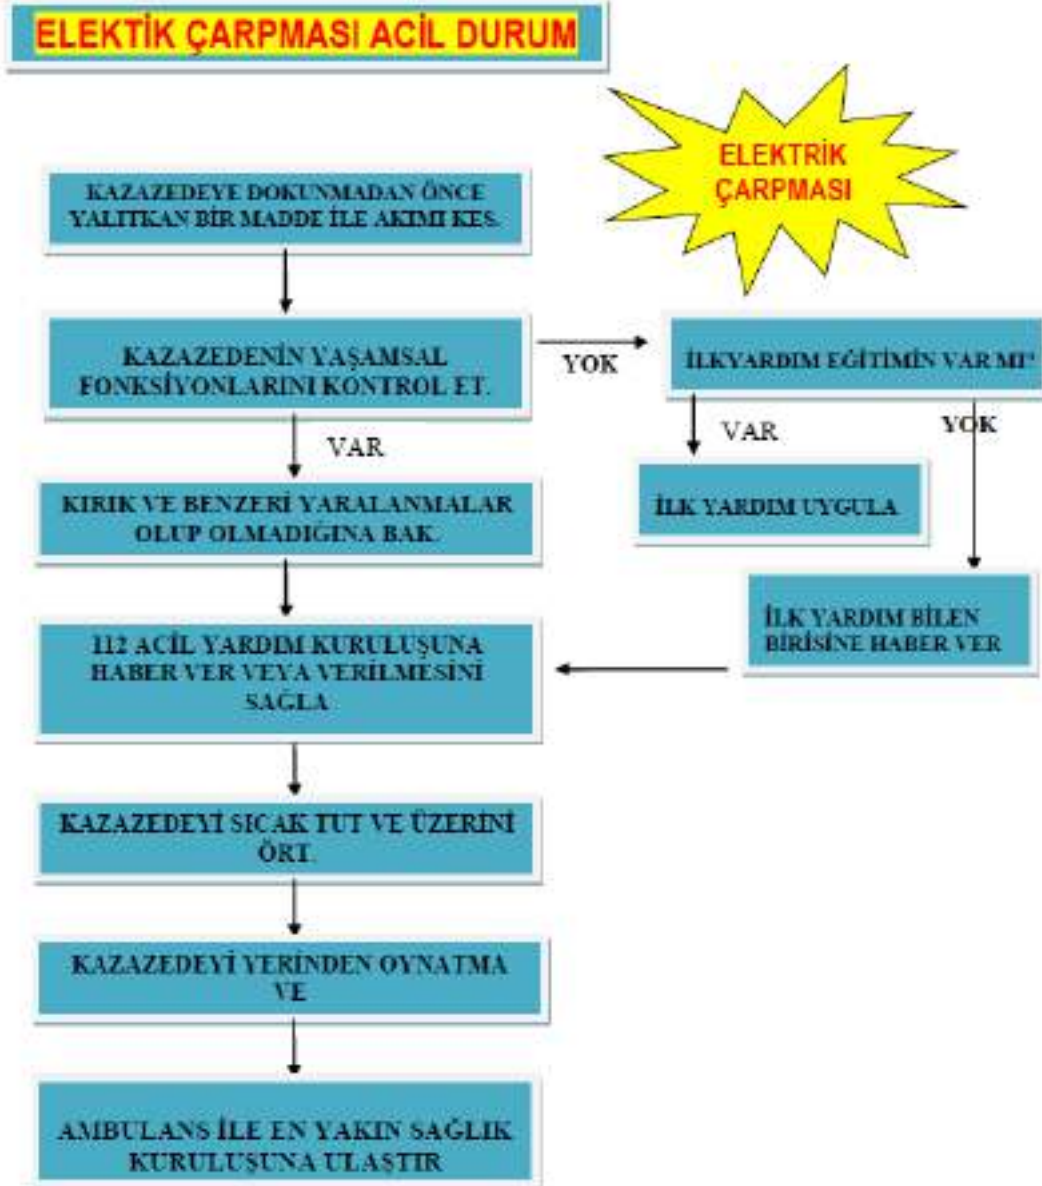 ELEKTİK ÇARPMASI ACİL DURUM
ELEKTRİK
ÇARPMASI
KAZAZEDEYE DOKUNMADAN ÖNCE
YALITKAN BİR MADDE İLE AKIMI KES.
KAZAZEDENİN YAŞAMSAL
FONKSİYONLARINI KONTROL ET.
YOK
İLKYARDIM EĞİTİMİN VAR MI?
VAR
VAR
YOK
KIRIK VE BENZERİ YARALANMALAR
OLUP OLMADIĞINA BAK.
İLK YARDIM UYGULA
İLK YARDIM BİLEN
BİRİSİNE HABER VER
112 ACİL YARDIM KURULUŞUNA
HABER VER VEYA VERİLMESİNİ
SAĞLA
KAZAZEDEYİ SICAK TUT VE ÜZERİNİ
ÖRT.
KAZAZEDEYİ YERİNDEN OYNATMA
VE
AMBULANS İLE EN YAKIN SAĞLIK
KURULUŞUNA ULAŞTIR